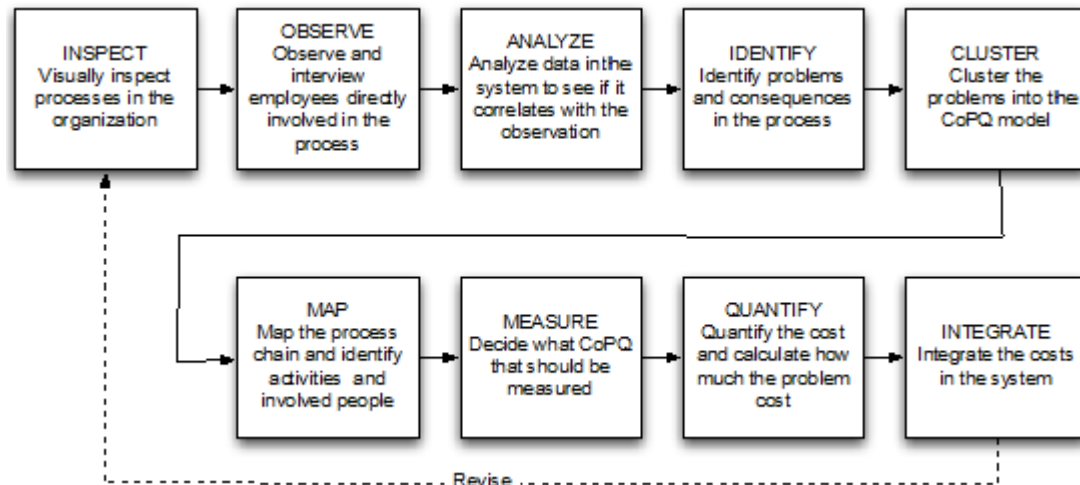 INSPECT
Visually inspect
processes in the
organization
OBSERVE
Observe and
interview
employees directly
involved in the
process
ANALYZE
Analyze data in the
system to see if it
correlates with the
observation
IDENTIFY
Identify problems
and consequences
in the process
CLUSTER
Cluster the
problems into the
CoPQ model
MAP
Map the process
chain and identify
activities and
involved people
MEASURE
Decide what CoPQ
that should be
measured
QUANTIFY
Quantify the cost
and calculate how
much the problem
cost
INTEGRATE
Integrate the costs
in the system
Revise